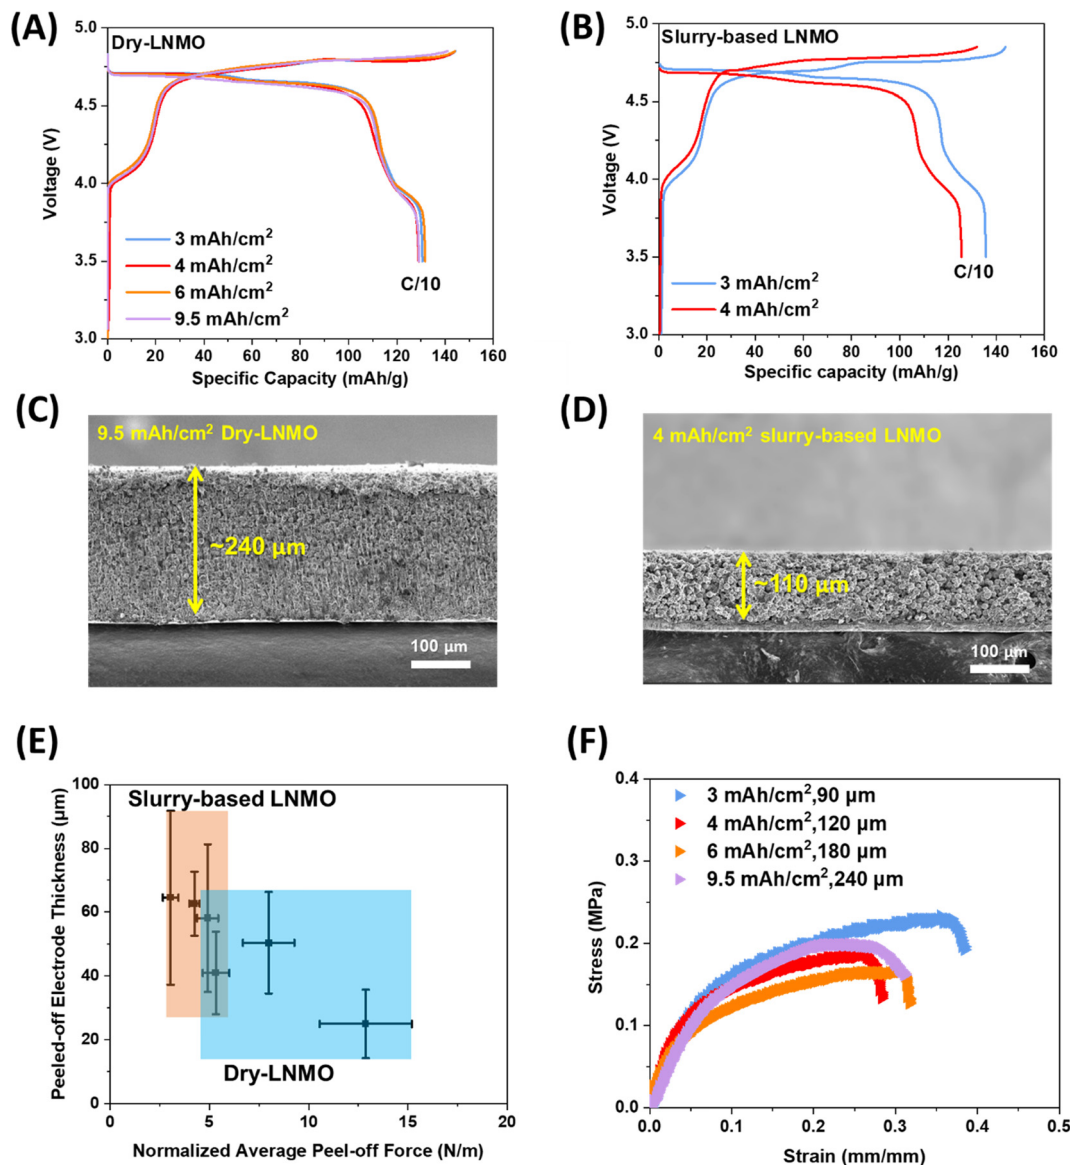 (A)
Dry-LNMO
5.0
4.5
4.0
3.5
3.0
Voltage (V)
3 mAh/cm²
4 mAh/cm²
6 mAh/cm²
9.5 mAh/cm²
C/10
0 20 40 60 80 100 120 140 160
Specific Capacity (mAh/g)
(B)
Slurry-based LNMO
5.0
4.5
4.0
3.5
3.0
Voltage (V)
3 mAh/cm²
4 mAh/cm²
C/10
0 20 40 60 80 100 120 140 160
Specific capacity (mAh/g)
(C)
9.5 mAh/cm² Dry-LNMO
~240 µm
100 µm
(D)
4 mAh/cm² slurry-based LNMO
~110 µm
100 µm
(E)
100
80
60
40
20
0
Peeled-off Electrode Thickness (µm)
Slurry-based LNMO
Dry-LNMO
0 5 10 15 20
Normalized Average Peel-off Force (N/m)
(F)
0.4
0.3
0.2
0.1
0.0
Stress (MPa)
3 mAh/cm²,90 µm
4 mAh/cm²,120 µm
6 mAh/cm²,180 µm
9.5 mAh/cm²,240 µm
0.0 0.1 0.2 0.3 0.4 0.5
Strain (mm/mm)